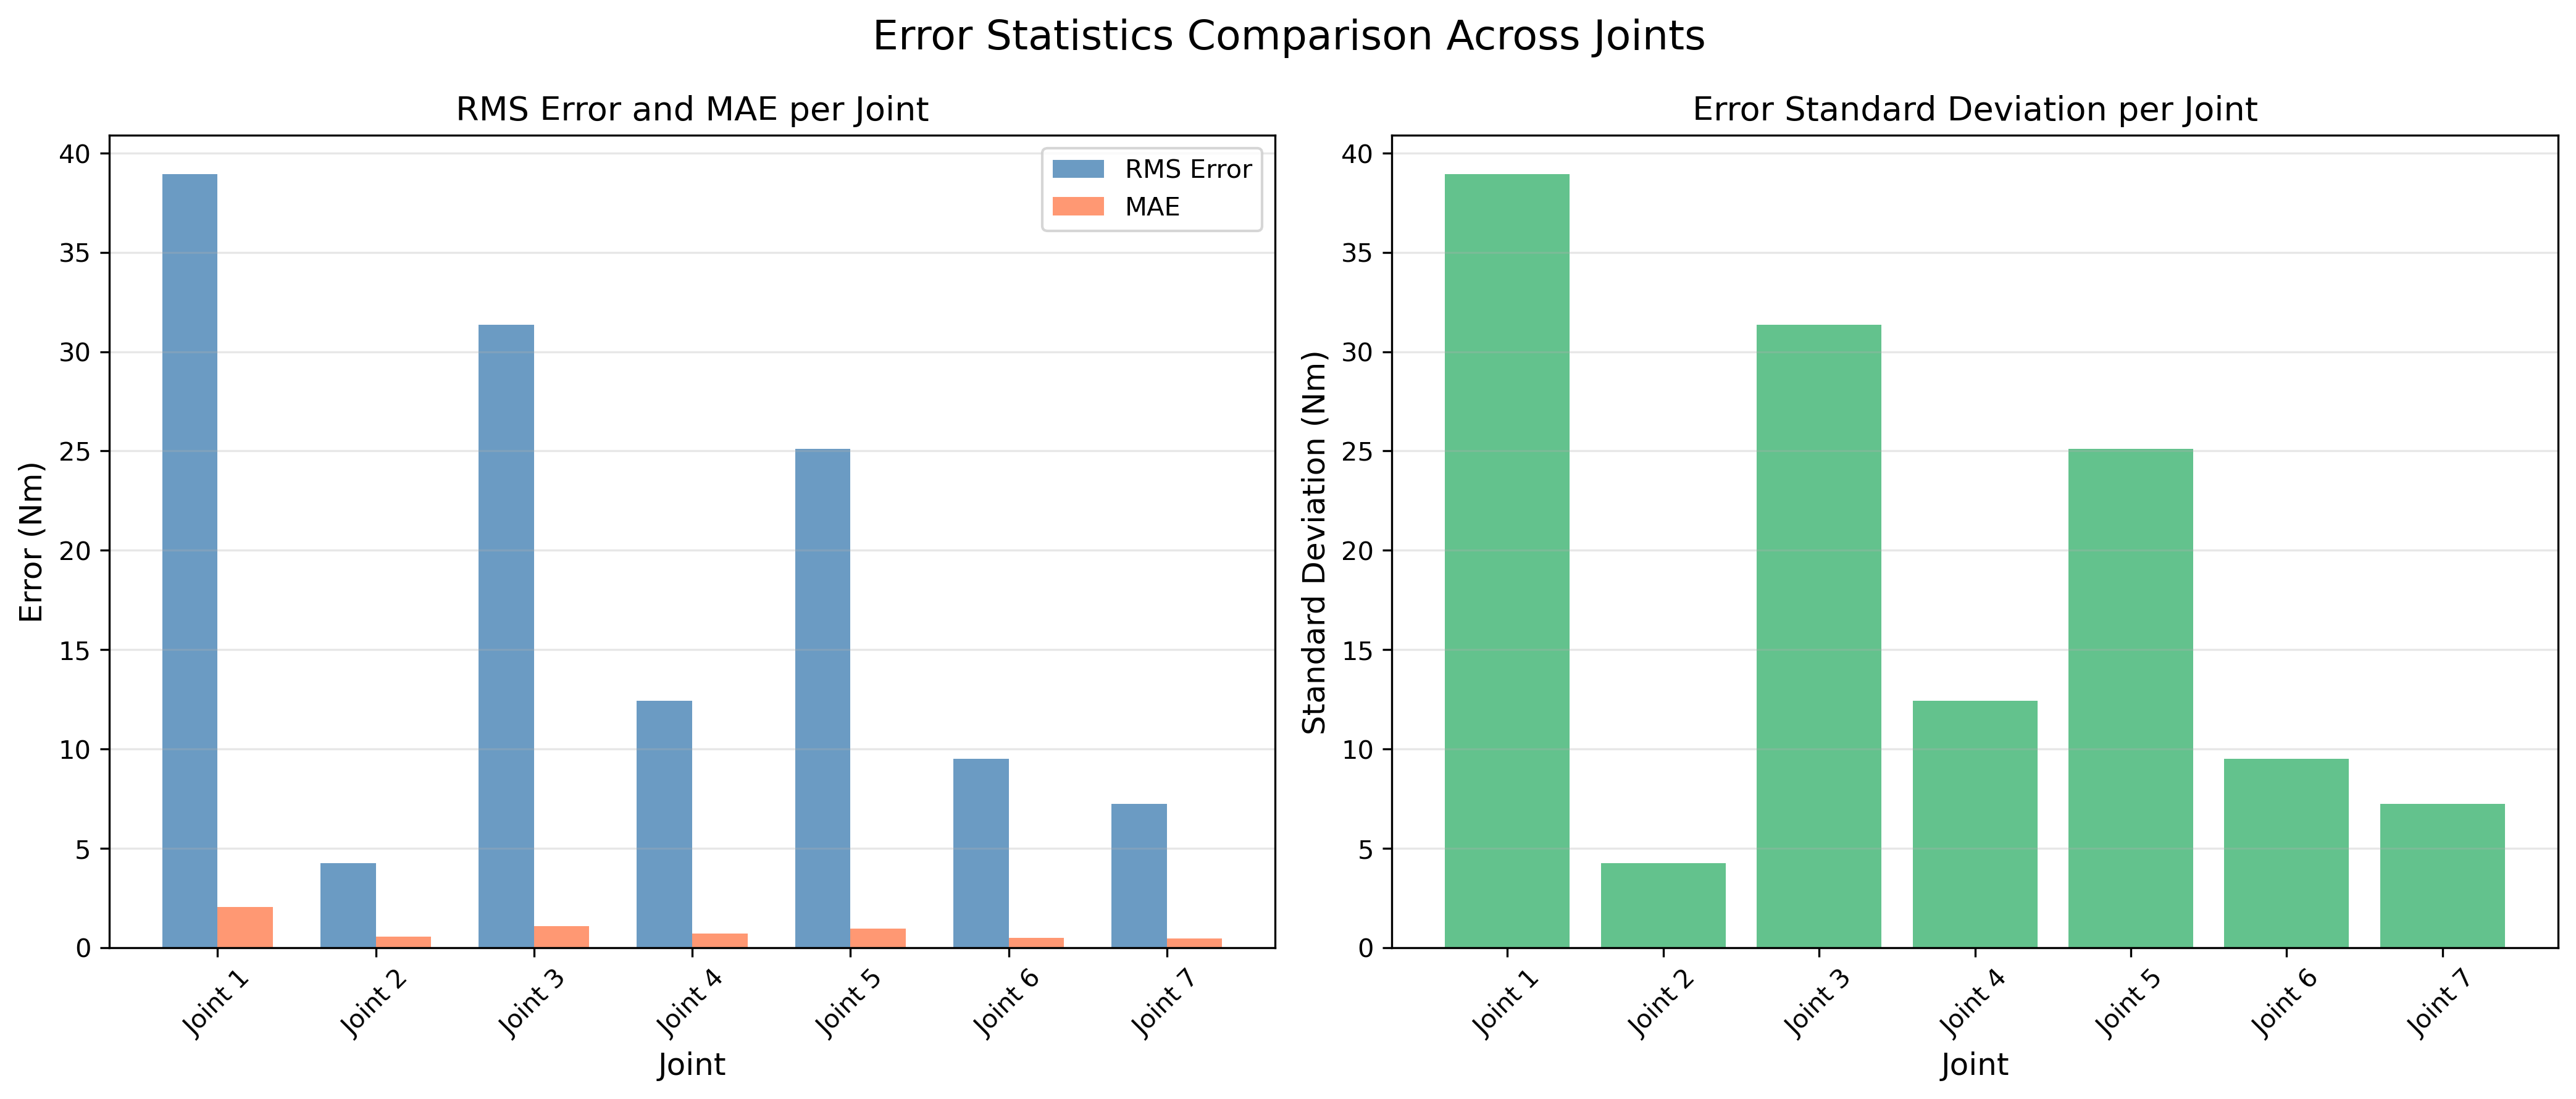 Error Statistics Comparison Across Joints
RMS Error and MAE per Joint
Error (Nm)
40
35
30
25
20
15
10
5
0
RMS Error
MAE
Joint 1
Joint 2
Joint 3
Joint 4
Joint 5
Joint 6
Joint 7
Joint
Error Standard Deviation per Joint
Standard Deviation (Nm)
40
35
30
25
20
15
10
5
0
Joint 1
Joint 2
Joint 3
Joint 4
Joint 5
Joint 6
Joint 7
Joint